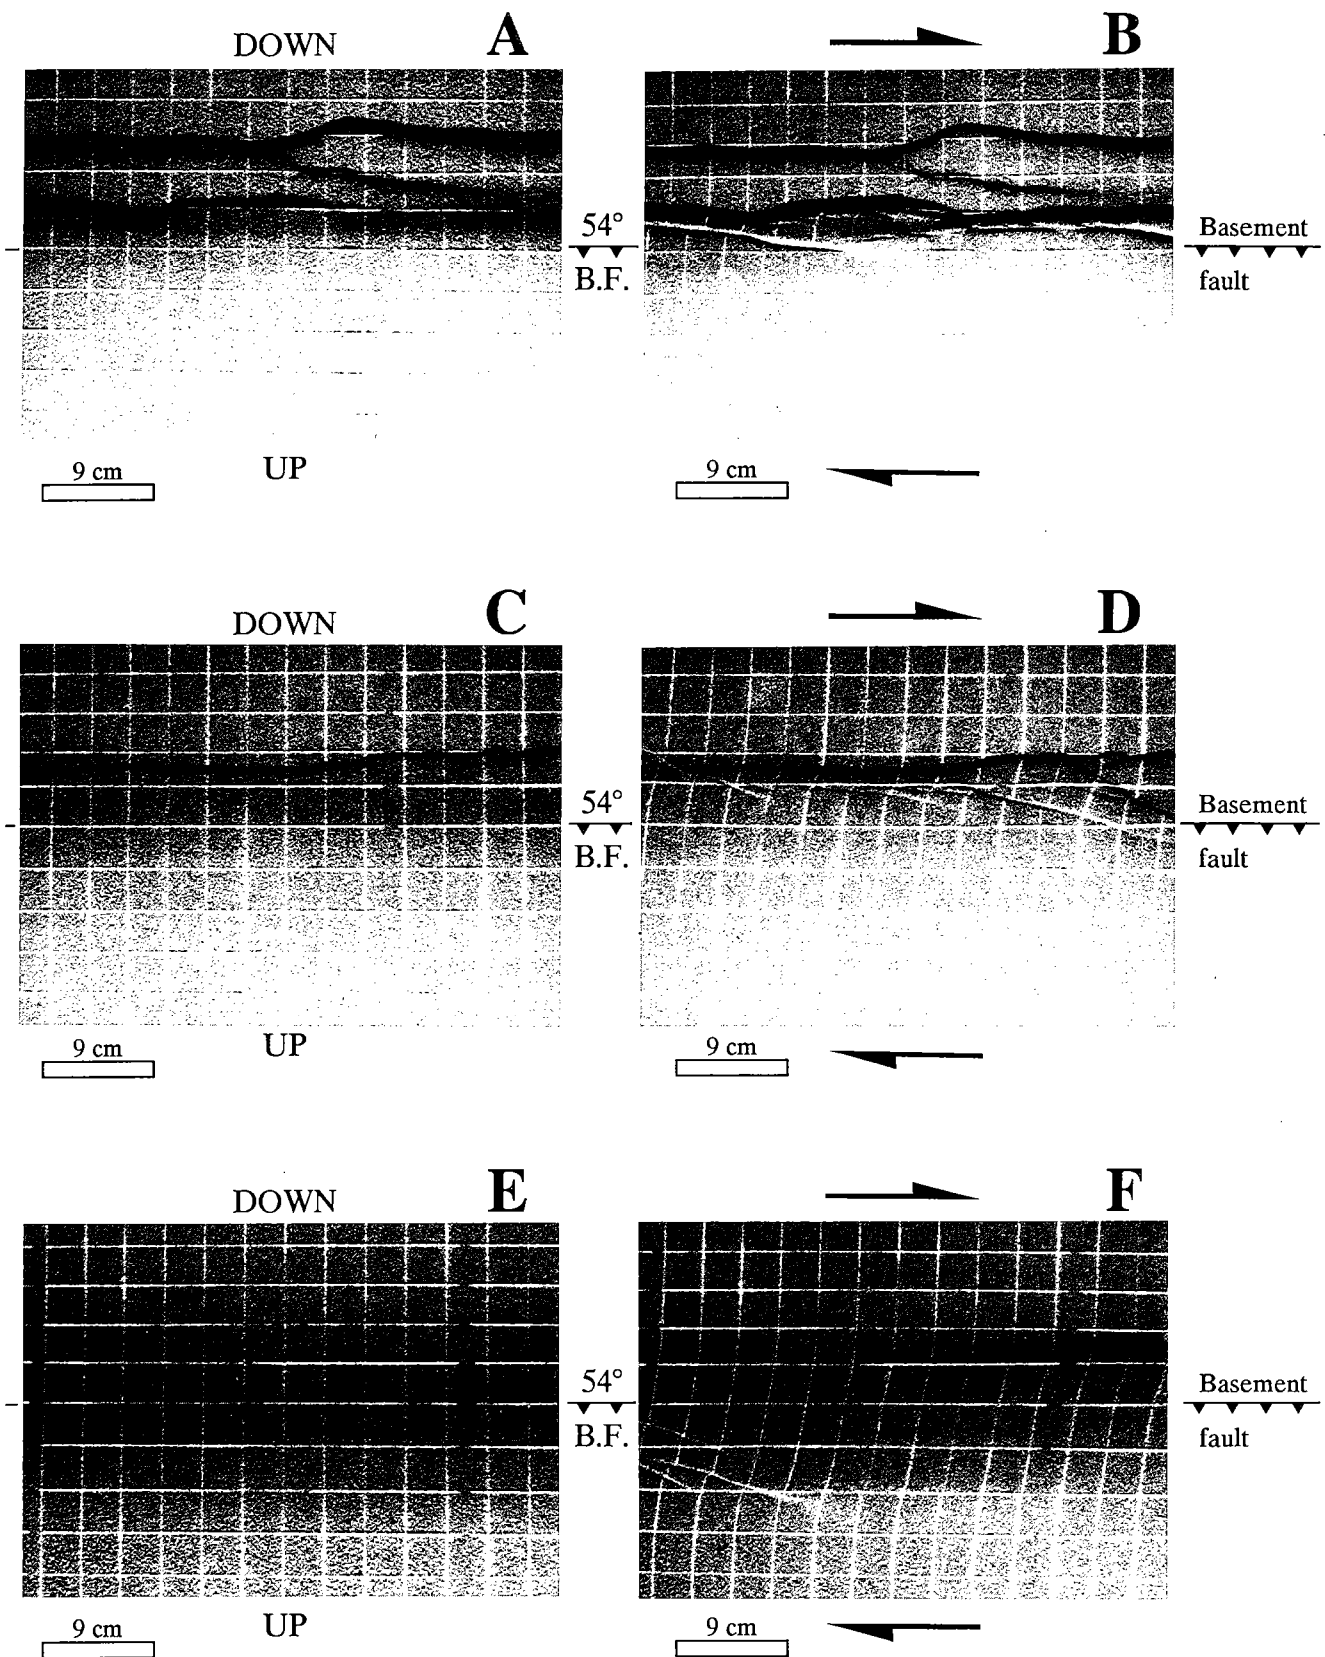 DOWN A B
54° Basement
B.F. fault
9 cm UP 9 cm
DOWN C D
54° Basement
B.F. fault
9 cm UP 9 cm
DOWN E F
54° Basement
B.F. fault
9 cm UP 9 cm